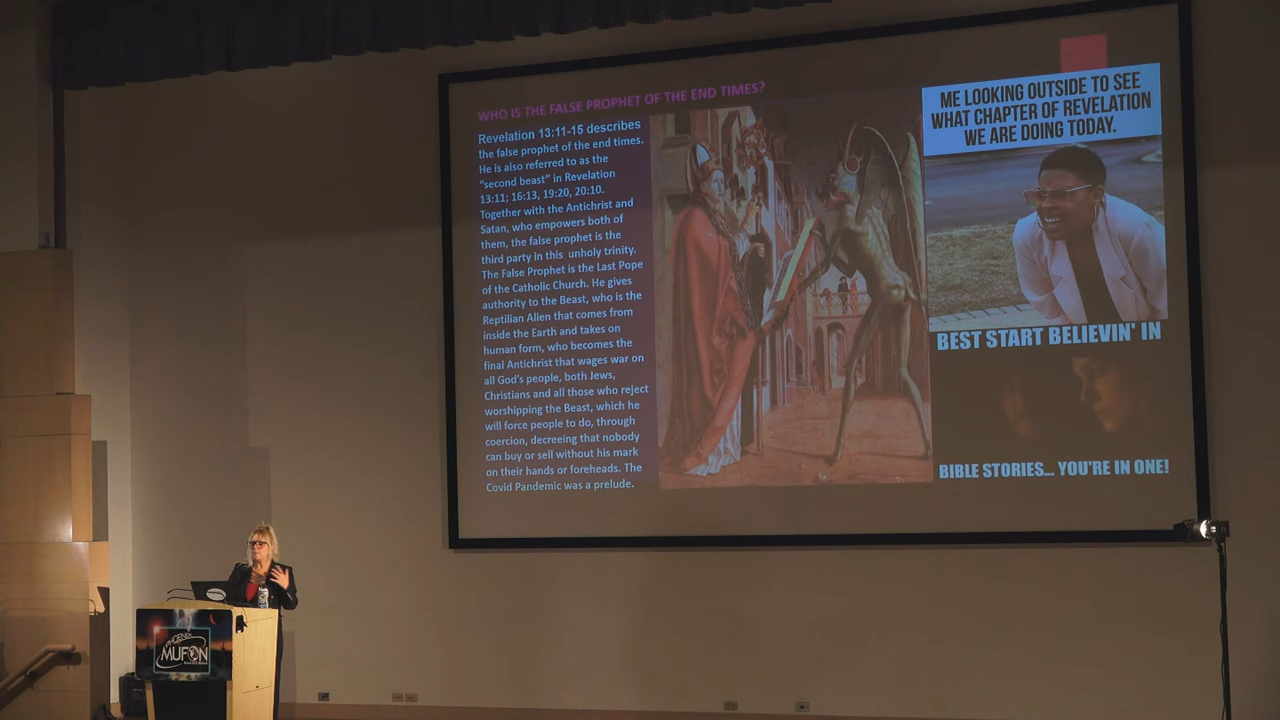 WHO IS THE FALSE PROPHET OF THE END TIMES?
Revelation 13:11-15 describes
the false prophet of the end times.
He is also referred to as the
“second beast” in Revelation
13:11; 16:13, 19:20, 20:10.
Together with the Antichrist and
Satan, who empowers both of
them, the false prophet is the
third party in this unholy trinity.
The False Prophet is the Last Pope
of the Catholic Church. He gives
authority to the Beast, who is the
Reptilian Alien that comes from
inside the Earth and takes on
human form, who becomes the
final Antichrist that wages war on
all God's people, both Jews,
Christians and all those who reject
worshipping the Beast, which he
will force people to do, through
coercion, decreeing that nobody
can buy or sell without his mark
on their hands or foreheads. The
Covid Pandemic was a prelude.
ME LOOKING OUTSIDE TO SEE
WHAT CHAPTER OF REVELATION
WE ARE DOING TODAY.
BEST START BELIEVIN' IN
BIBLE STORIES... YOU'RE IN ONE!
PHOENIX
MUFON